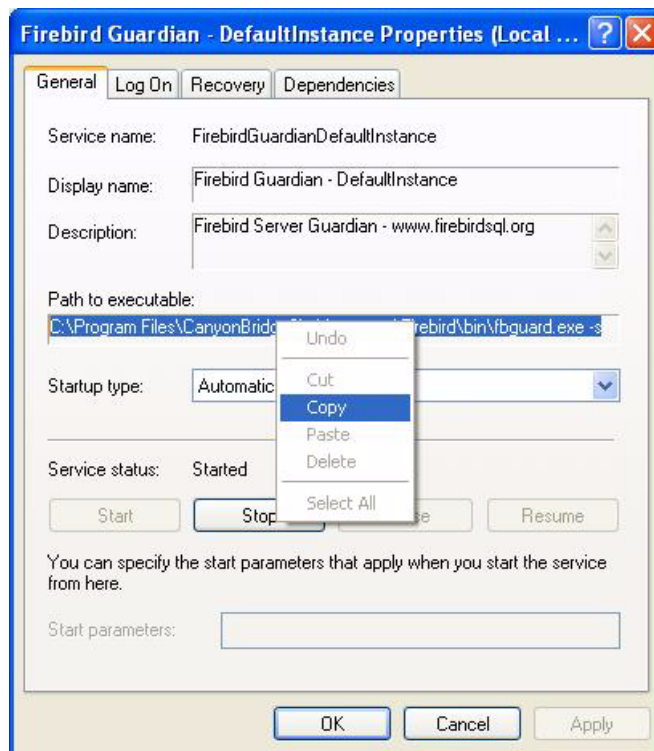 Firebird Guardian - DefaultInstance Properties (Local ...
General Log On Recovery Dependencies
Service name: FirebirdGuardianDefaultInstance
Display name: Firebird Guardian - DefaultInstance
Description: Firebird Server Guardian - www.firebirdsql.org
Path to executable:
C:\Program Files\CanyonBridge \bin\fbguard.exe -s
Undo
Startup type: Automatic
Cut
Copy
Paste
Delete
Select All
Service status: Started
Start Stop Resume
You can specify the start parameters that apply when you start the service
from here.
Start parameters:
OK Cancel Apply